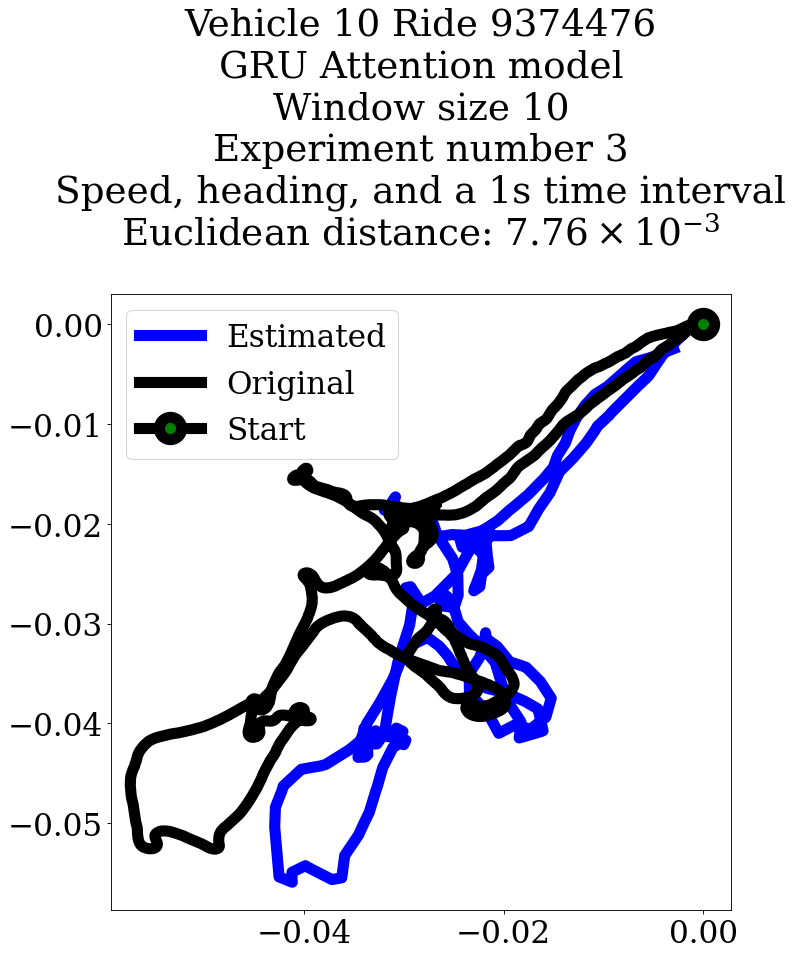 Vehicle 10 Ride 9374476
GRU Attention model
Window size 10
Experiment number 3
Speed, heading, and a 1s time interval
Euclidean distance: 7.76 × 10⁻³
Estimated
Original
Start
0.00
−0.01
−0.02
−0.03
−0.04
−0.05
−0.04
−0.02
0.00